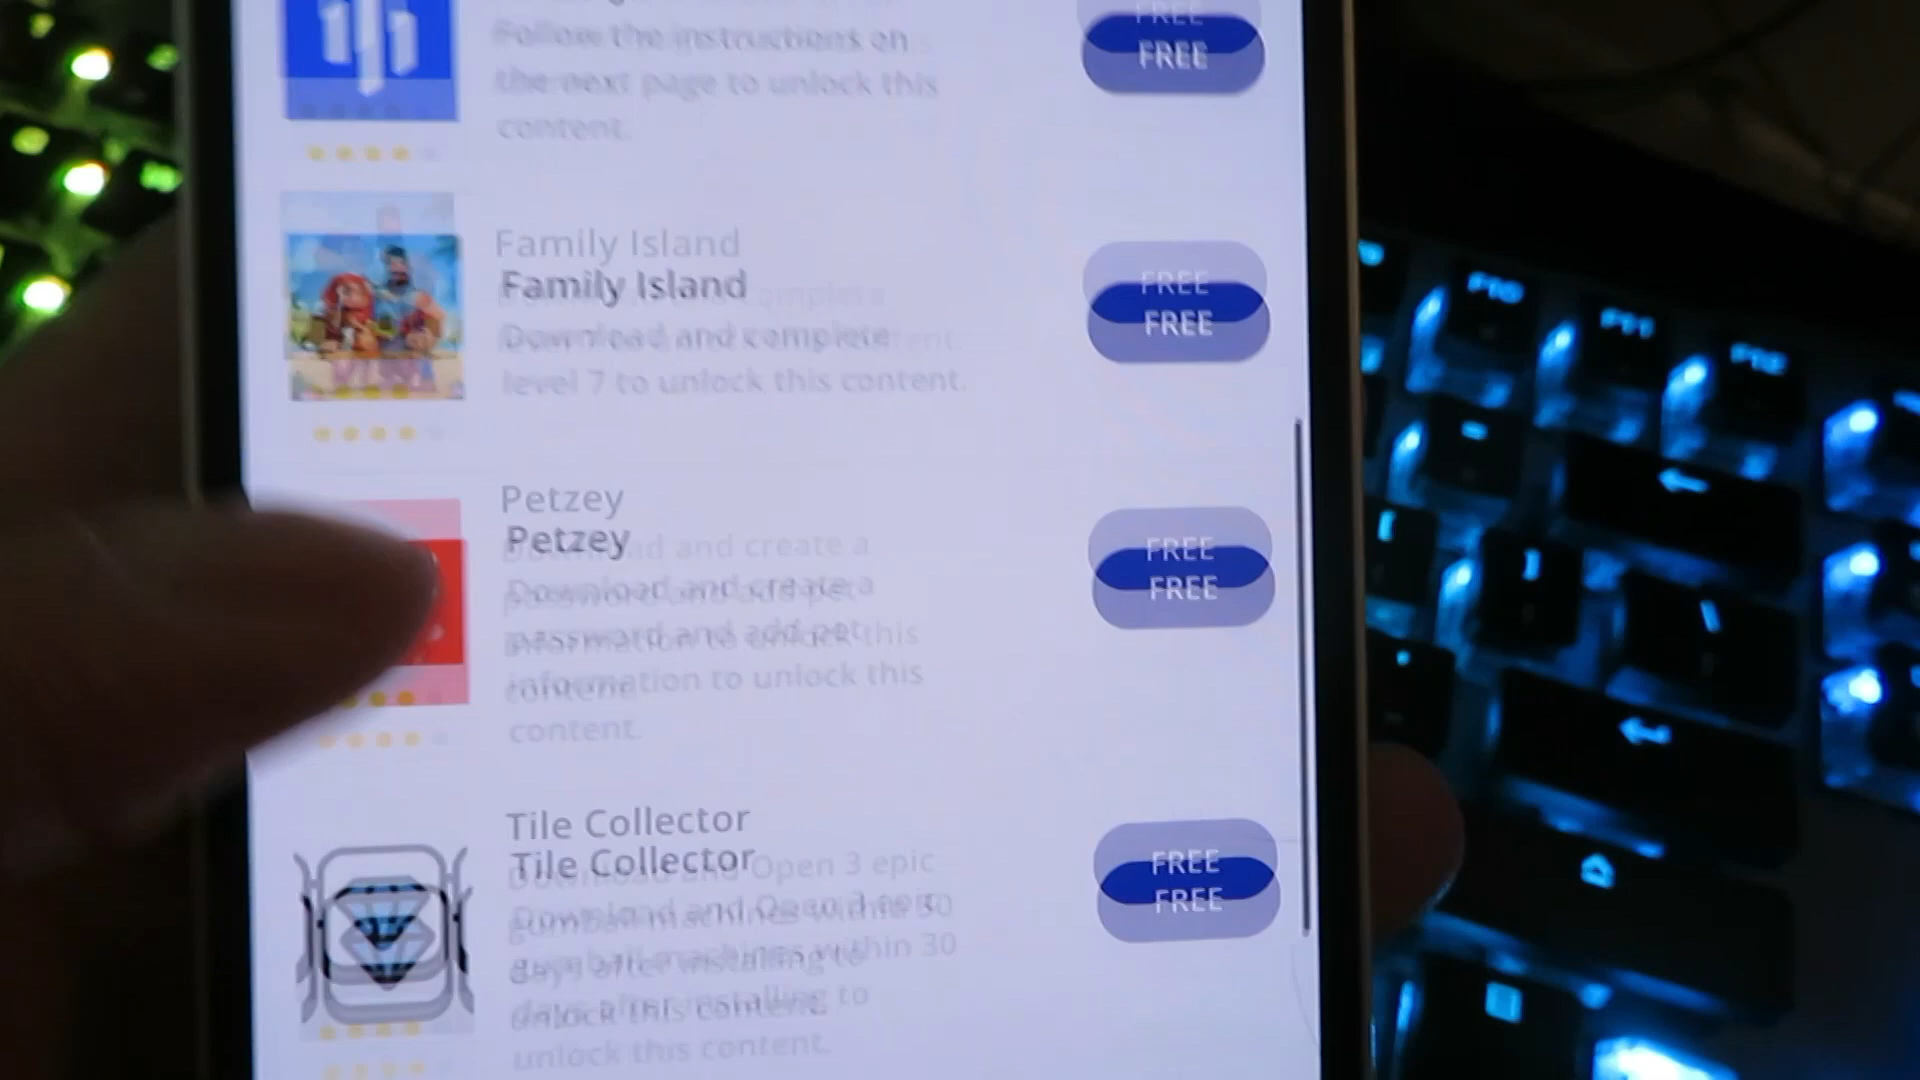 FREE
Follow the instructions on
the next page to unlock this
content.
FREE
Family Island
Family Island
Download and complete
level 7 to unlock this content.
FREE
FREE
Petzey
Petzey
Download and create a
password and add pet
information to unlock this
content.
FREE
FREE
Tile Collector
Tile Collector
Download and Open 3 epic
gumball machines within 30
days after installing to
unlock this content.
FREE
FREE
F10
F11
F12